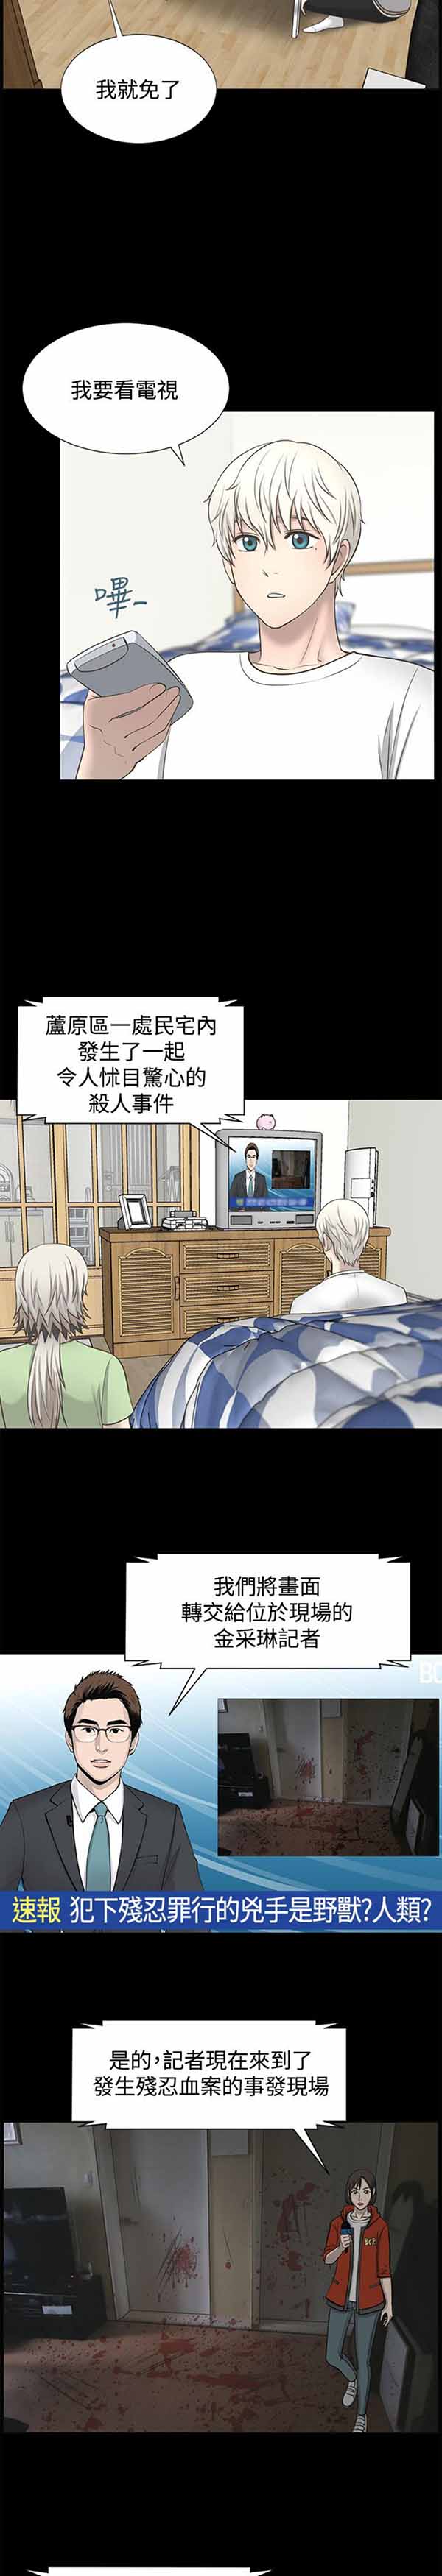 我就免了
我要看電視
嗶-
蘆原區一處民宅內
發生了一起
令人怵目驚心的
殺人事件
我們將畫面
轉交給位於現場的
金采琳記者
速報 犯下殘忍罪行的兇手是野獸?人類?
是的，記者現在來到了
發生殘忍血案的事發現場